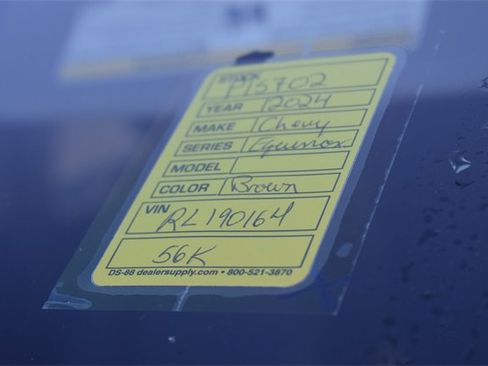 STOCK P15702
YEAR 2024
MAKE Chevy
SERIES Equinox
MODEL
COLOR Brown
VIN RL190164
56K
DS-88 dealersupply.com • 800-521-3870